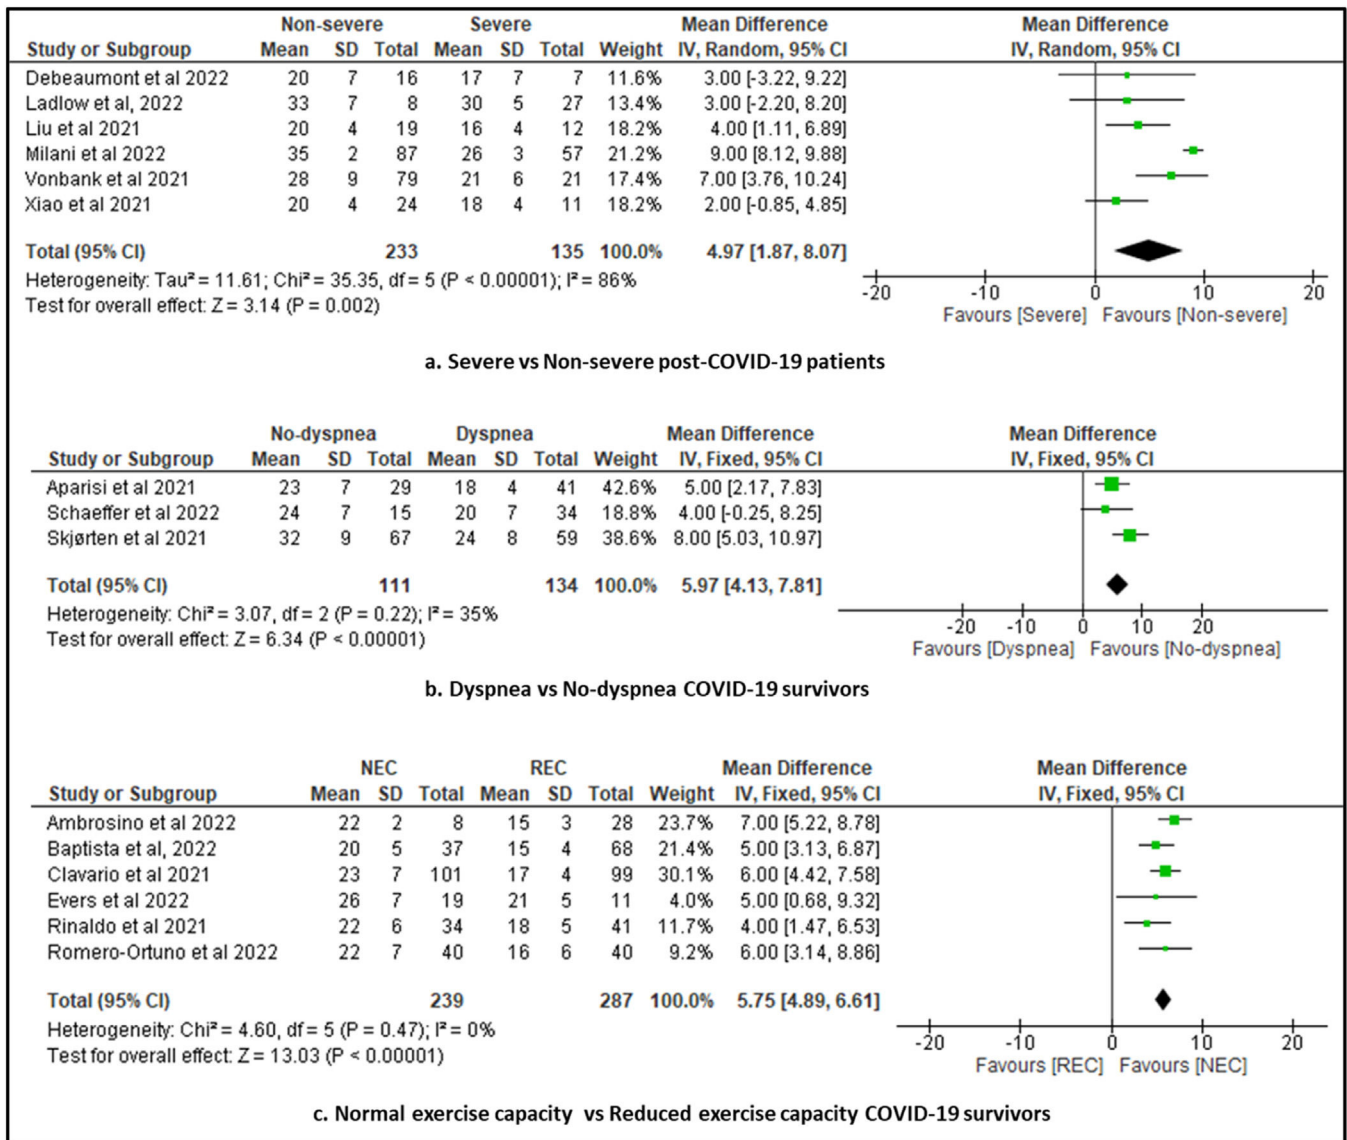 Non-severe Severe Mean Difference Mean Difference
Study or Subgroup Mean SD Total Mean SD Total Weight IV, Random, 95% CI IV, Random, 95% CI
Debeaumont et al 2022 20 7 16 17 7 7 11.6% 3.00 [-3.22, 9.22]
Ladlow et al, 2022 33 7 8 30 5 27 13.4% 3.00 [-2.20, 8.20]
Liu et al 2021 20 4 19 16 4 12 18.2% 4.00 [1.11, 6.89]
Milani et al 2022 35 2 87 26 3 57 21.2% 9.00 [8.12, 9.88]
Vonbank et al 2021 28 9 79 21 6 21 17.4% 7.00 [3.76, 10.24]
Xiao et al 2021 20 4 24 18 4 11 18.2% 2.00 [-0.85, 4.85]
Total (95% CI) 233 135 100.0% 4.97 [1.87, 8.07]
Heterogeneity: Tau² = 11.61; Chi² = 35.35, df = 5 (P < 0.00001); I² = 86%
Test for overall effect: Z = 3.14 (P = 0.002)
-20 -10 0 10 20
Favours [Severe] Favours [Non-severe]
a. Severe vs Non-severe post-COVID-19 patients
No-dyspnea Dyspnea Mean Difference Mean Difference
Study or Subgroup Mean SD Total Mean SD Total Weight IV, Fixed, 95% CI IV, Fixed, 95% CI
Aparisi et al 2021 23 7 29 18 4 41 42.6% 5.00 [2.17, 7.83]
Schaeffer et al 2022 24 7 15 20 7 34 18.8% 4.00 [-0.25, 8.25]
Skjørten et al 2021 32 9 67 24 8 59 38.6% 8.00 [5.03, 10.97]
Total (95% CI) 111 134 100.0% 5.97 [4.13, 7.81]
Heterogeneity: Chi² = 3.07, df = 2 (P = 0.22); I² = 35%
Test for overall effect: Z = 6.34 (P < 0.00001)
-20 -10 0 10 20
Favours [Dyspnea] Favours [No-dyspnea]
b. Dyspnea vs No-dyspnea COVID-19 survivors
NEC REC Mean Difference Mean Difference
Study or Subgroup Mean SD Total Mean SD Total Weight IV, Fixed, 95% CI IV, Fixed, 95% CI
Ambrosino et al 2022 22 2 8 15 3 28 23.7% 7.00 [5.22, 8.78]
Baptista et al, 2022 20 5 37 15 4 68 21.4% 5.00 [3.13, 6.87]
Clavario et al 2021 23 7 101 17 4 99 30.1% 6.00 [4.42, 7.58]
Evers et al 2022 26 7 19 21 5 11 4.0% 5.00 [0.68, 9.32]
Rinaldo et al 2021 22 6 34 18 5 41 11.7% 4.00 [1.47, 6.53]
Romero-Ortuno et al 2022 22 7 40 16 6 40 9.2% 6.00 [3.14, 8.86]
Total (95% CI) 239 287 100.0% 5.75 [4.89, 6.61]
Heterogeneity: Chi² = 4.60, df = 5 (P = 0.47); I² = 0%
Test for overall effect: Z = 13.03 (P < 0.00001)
-20 -10 0 10 20
Favours [REC] Favours [NEC]
c. Normal exercise capacity vs Reduced exercise capacity COVID-19 survivors